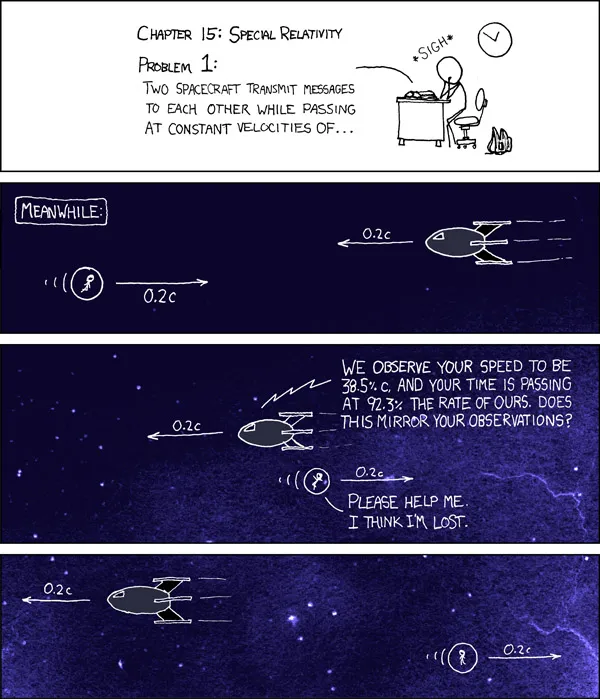 CHAPTER 15: SPECIAL RELATIVITY
PROBLEM 1:
TWO SPACECRAFT TRANSMIT MESSAGES
TO EACH OTHER WHILE PASSING
AT CONSTANT VELOCITIES OF...
*SIGH*
MEANWHILE:
0.2c
0.2c
WE OBSERVE YOUR SPEED TO BE
38.5% c, AND YOUR TIME IS PASSING
AT 92.3% THE RATE OF OURS. DOES
THIS MIRROR YOUR OBSERVATIONS?
0.2c
0.2c
PLEASE HELP ME.
I THINK I'M LOST.
0.2c
0.2c